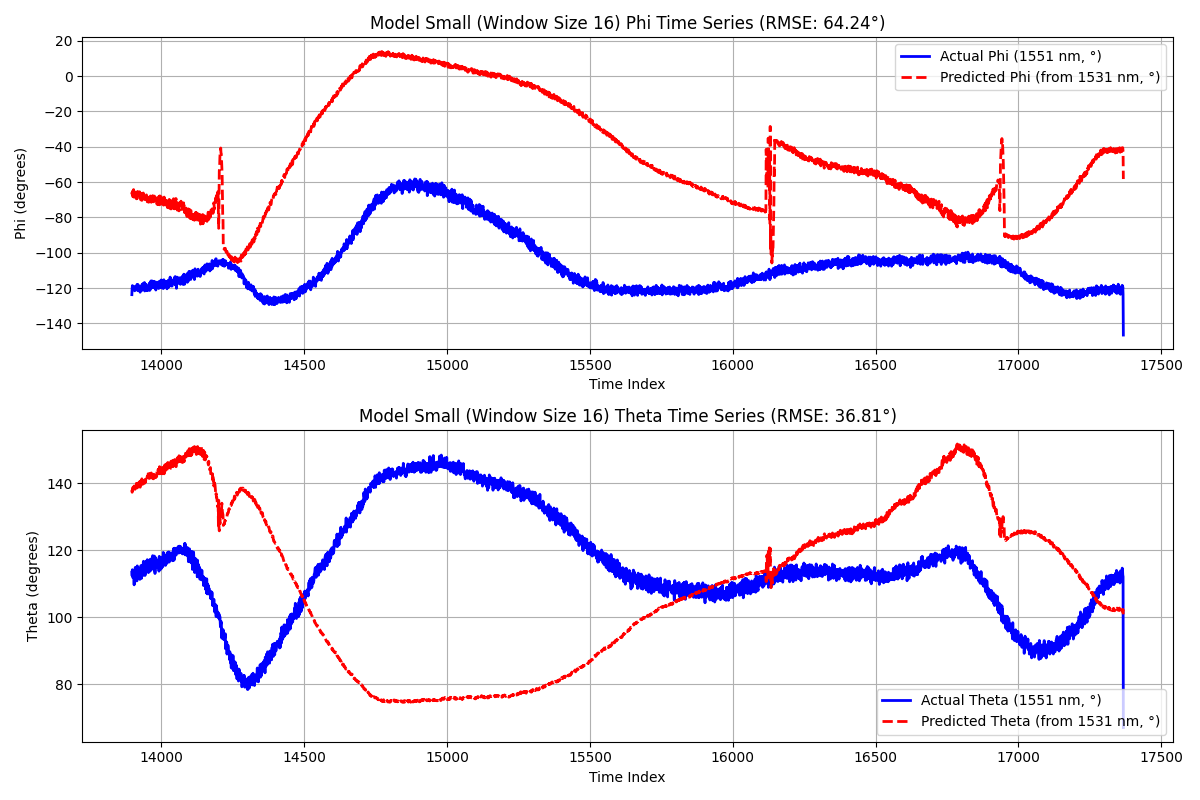 Model Small (Window Size 16) Phi Time Series (RMSE: 64.24°)
Phi (degrees)
20
0
−20
−40
−60
−80
−100
−120
−140
Actual Phi (1551 nm, °)
Predicted Phi (from 1531 nm, °)
14000 14500 15000 15500 16000 16500 17000 17500
Time Index
Model Small (Window Size 16) Theta Time Series (RMSE: 36.81°)
Theta (degrees)
140
120
100
80
Actual Theta (1551 nm, °)
Predicted Theta (from 1531 nm, °)
14000 14500 15000 15500 16000 16500 17000 17500
Time Index